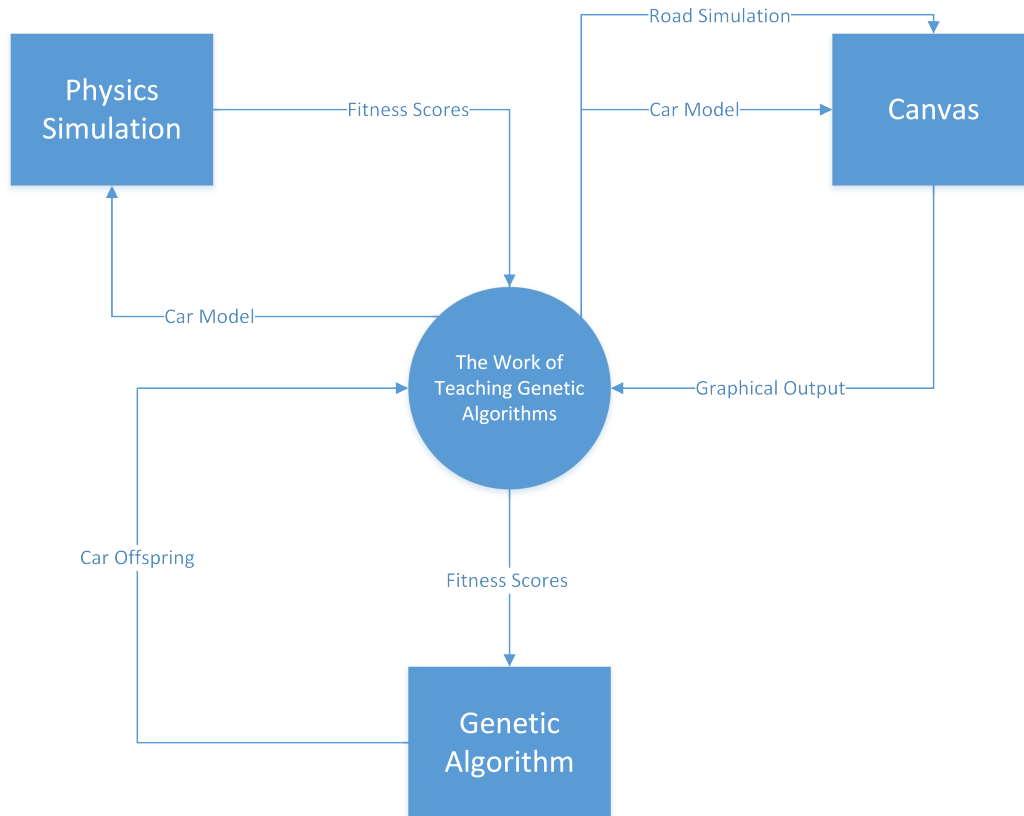 Road Simulation
Physics
Simulation
Fitness Scores
Car Model
Canvas
Car Model
The Work of
Teaching Genetic
Algorithms
Graphical Output
Car Offspring
Fitness Scores
Genetic
Algorithm